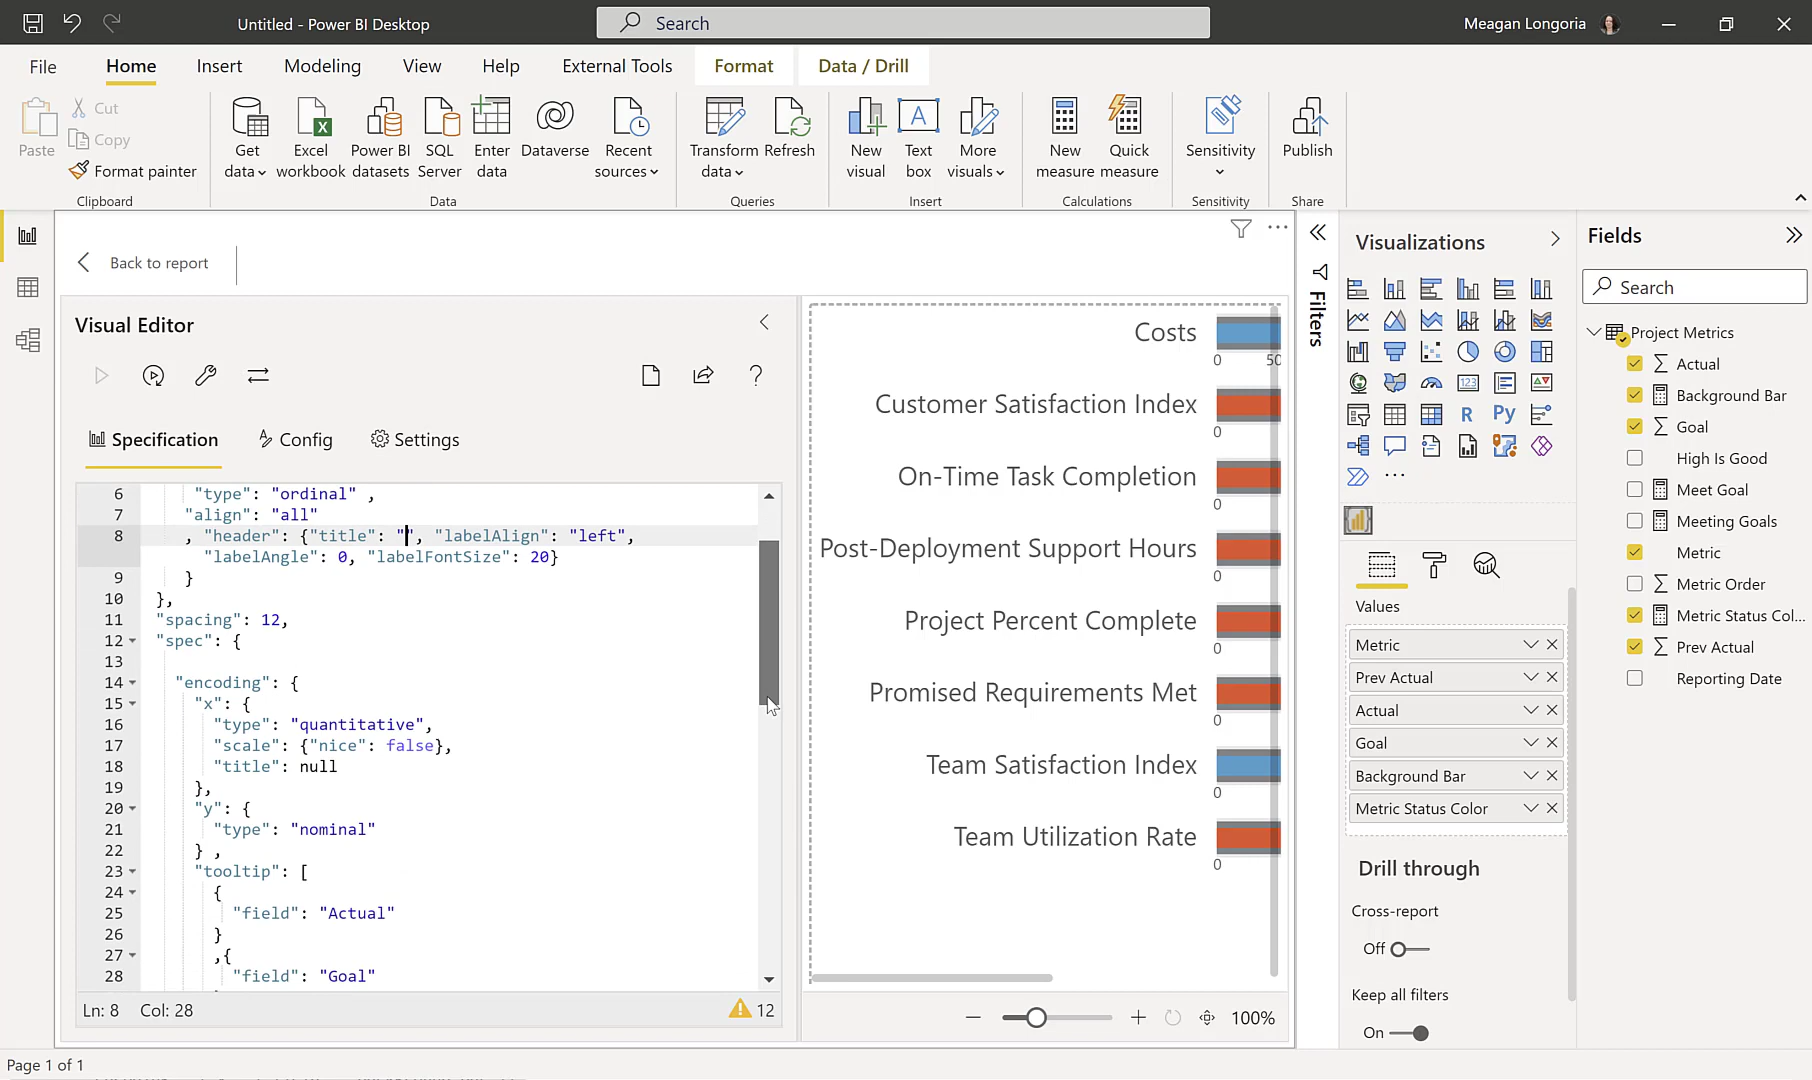 Untitled - Power BI Desktop
Search
Meagan Longoria
File
Home
Insert
Modeling
View
Help
External Tools
Format
Data / Drill
Paste
Cut
Copy
Format painter
Clipboard
Get data
Excel workbook
Power BI datasets
SQL Server
Enter data
Dataverse
Recent sources
Data
Transform data
Refresh
Queries
New visual
Text box
More visuals
Insert
New measure
Quick measure
Calculations
Sensitivity
Sensitivity
Publish
Share
Back to report
Visual Editor
Specification
Config
Settings
6 "type": "ordinal" ,
7 "align": "all"
8 , "header": {"title": "", "labelAlign": "left",
"labelAngle": 0, "labelFontSize": 20}
9 }
10 },
11 "spacing": 12,
12 "spec": {
13
14 "encoding": {
15 "x": {
16 "type": "quantitative",
17 "scale": {"nice": false},
18 "title": null
19 },
20 "y": {
21 "type": "nominal"
22 } ,
23 "tooltip": [
24 {
25 "field": "Actual"
26 }
27 ,{
28 "field": "Goal"
Ln: 8 Col: 28
12
Costs
0 50
Customer Satisfaction Index
0
On-Time Task Completion
0
Post-Deployment Support Hours
0
Project Percent Complete
0
Promised Requirements Met
0
Team Satisfaction Index
0
Team Utilization Rate
0
100%
Filters
Visualizations
123
R
Py
Values
Metric
Prev Actual
Actual
Goal
Background Bar
Metric Status Color
Drill through
Cross-report
Off
Keep all filters
On
Fields
Search
Project Metrics
Actual
Background Bar
Goal
High Is Good
Meet Goal
Meeting Goals
Metric
Metric Order
Metric Status Col...
Prev Actual
Reporting Date
Page 1 of 1